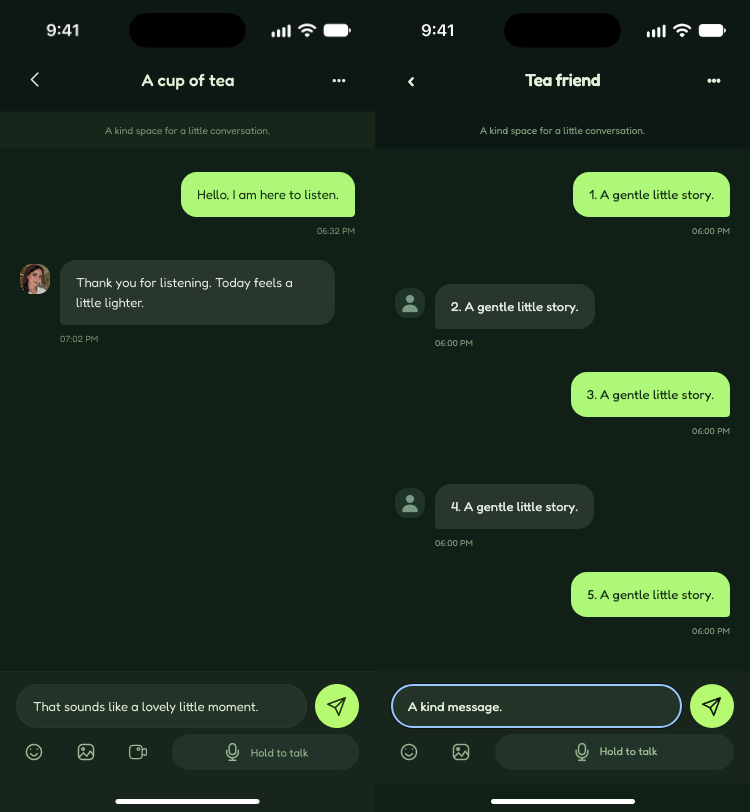 9:41
A cup of tea
A kind space for a little conversation.
Hello, I am here to listen.
06:32 PM
Thank you for listening. Today feels a
little lighter.
07:02 PM
That sounds like a lovely little moment.
Hold to talk
9:41
Tea friend
A kind space for a little conversation.
1. A gentle little story.
06:00 PM
2. A gentle little story.
06:00 PM
3. A gentle little story.
06:00 PM
4. A gentle little story.
06:00 PM
5. A gentle little story.
06:00 PM
A kind message.
Hold to talk